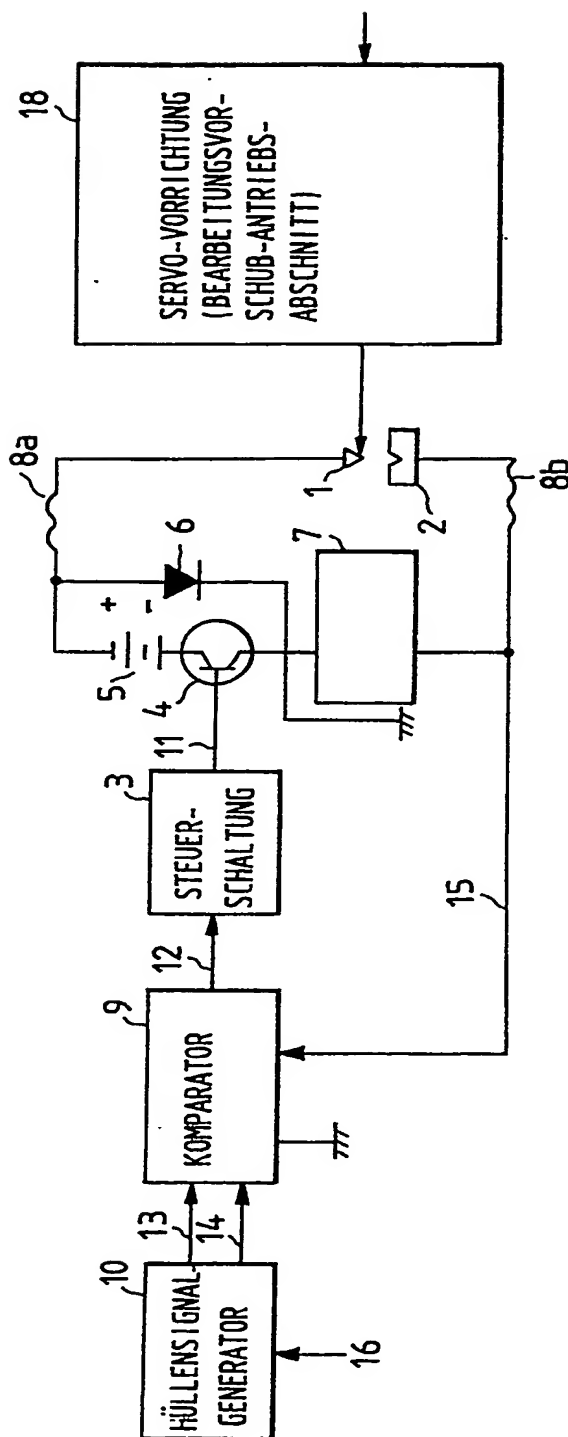 18
SERVO-VORRICHTUNG
(BEARBEITUNGSVOR-
SCHUB-ANTRIEBS-
ABSCHNITT)
8a
1
2
8b
6
+
-
5
4
7
11
3
STEUER-
SCHALTUNG
12
15
9
KOMPARATOR
13
14
10
HÜLLENSIGNAL-
GENERATOR
16